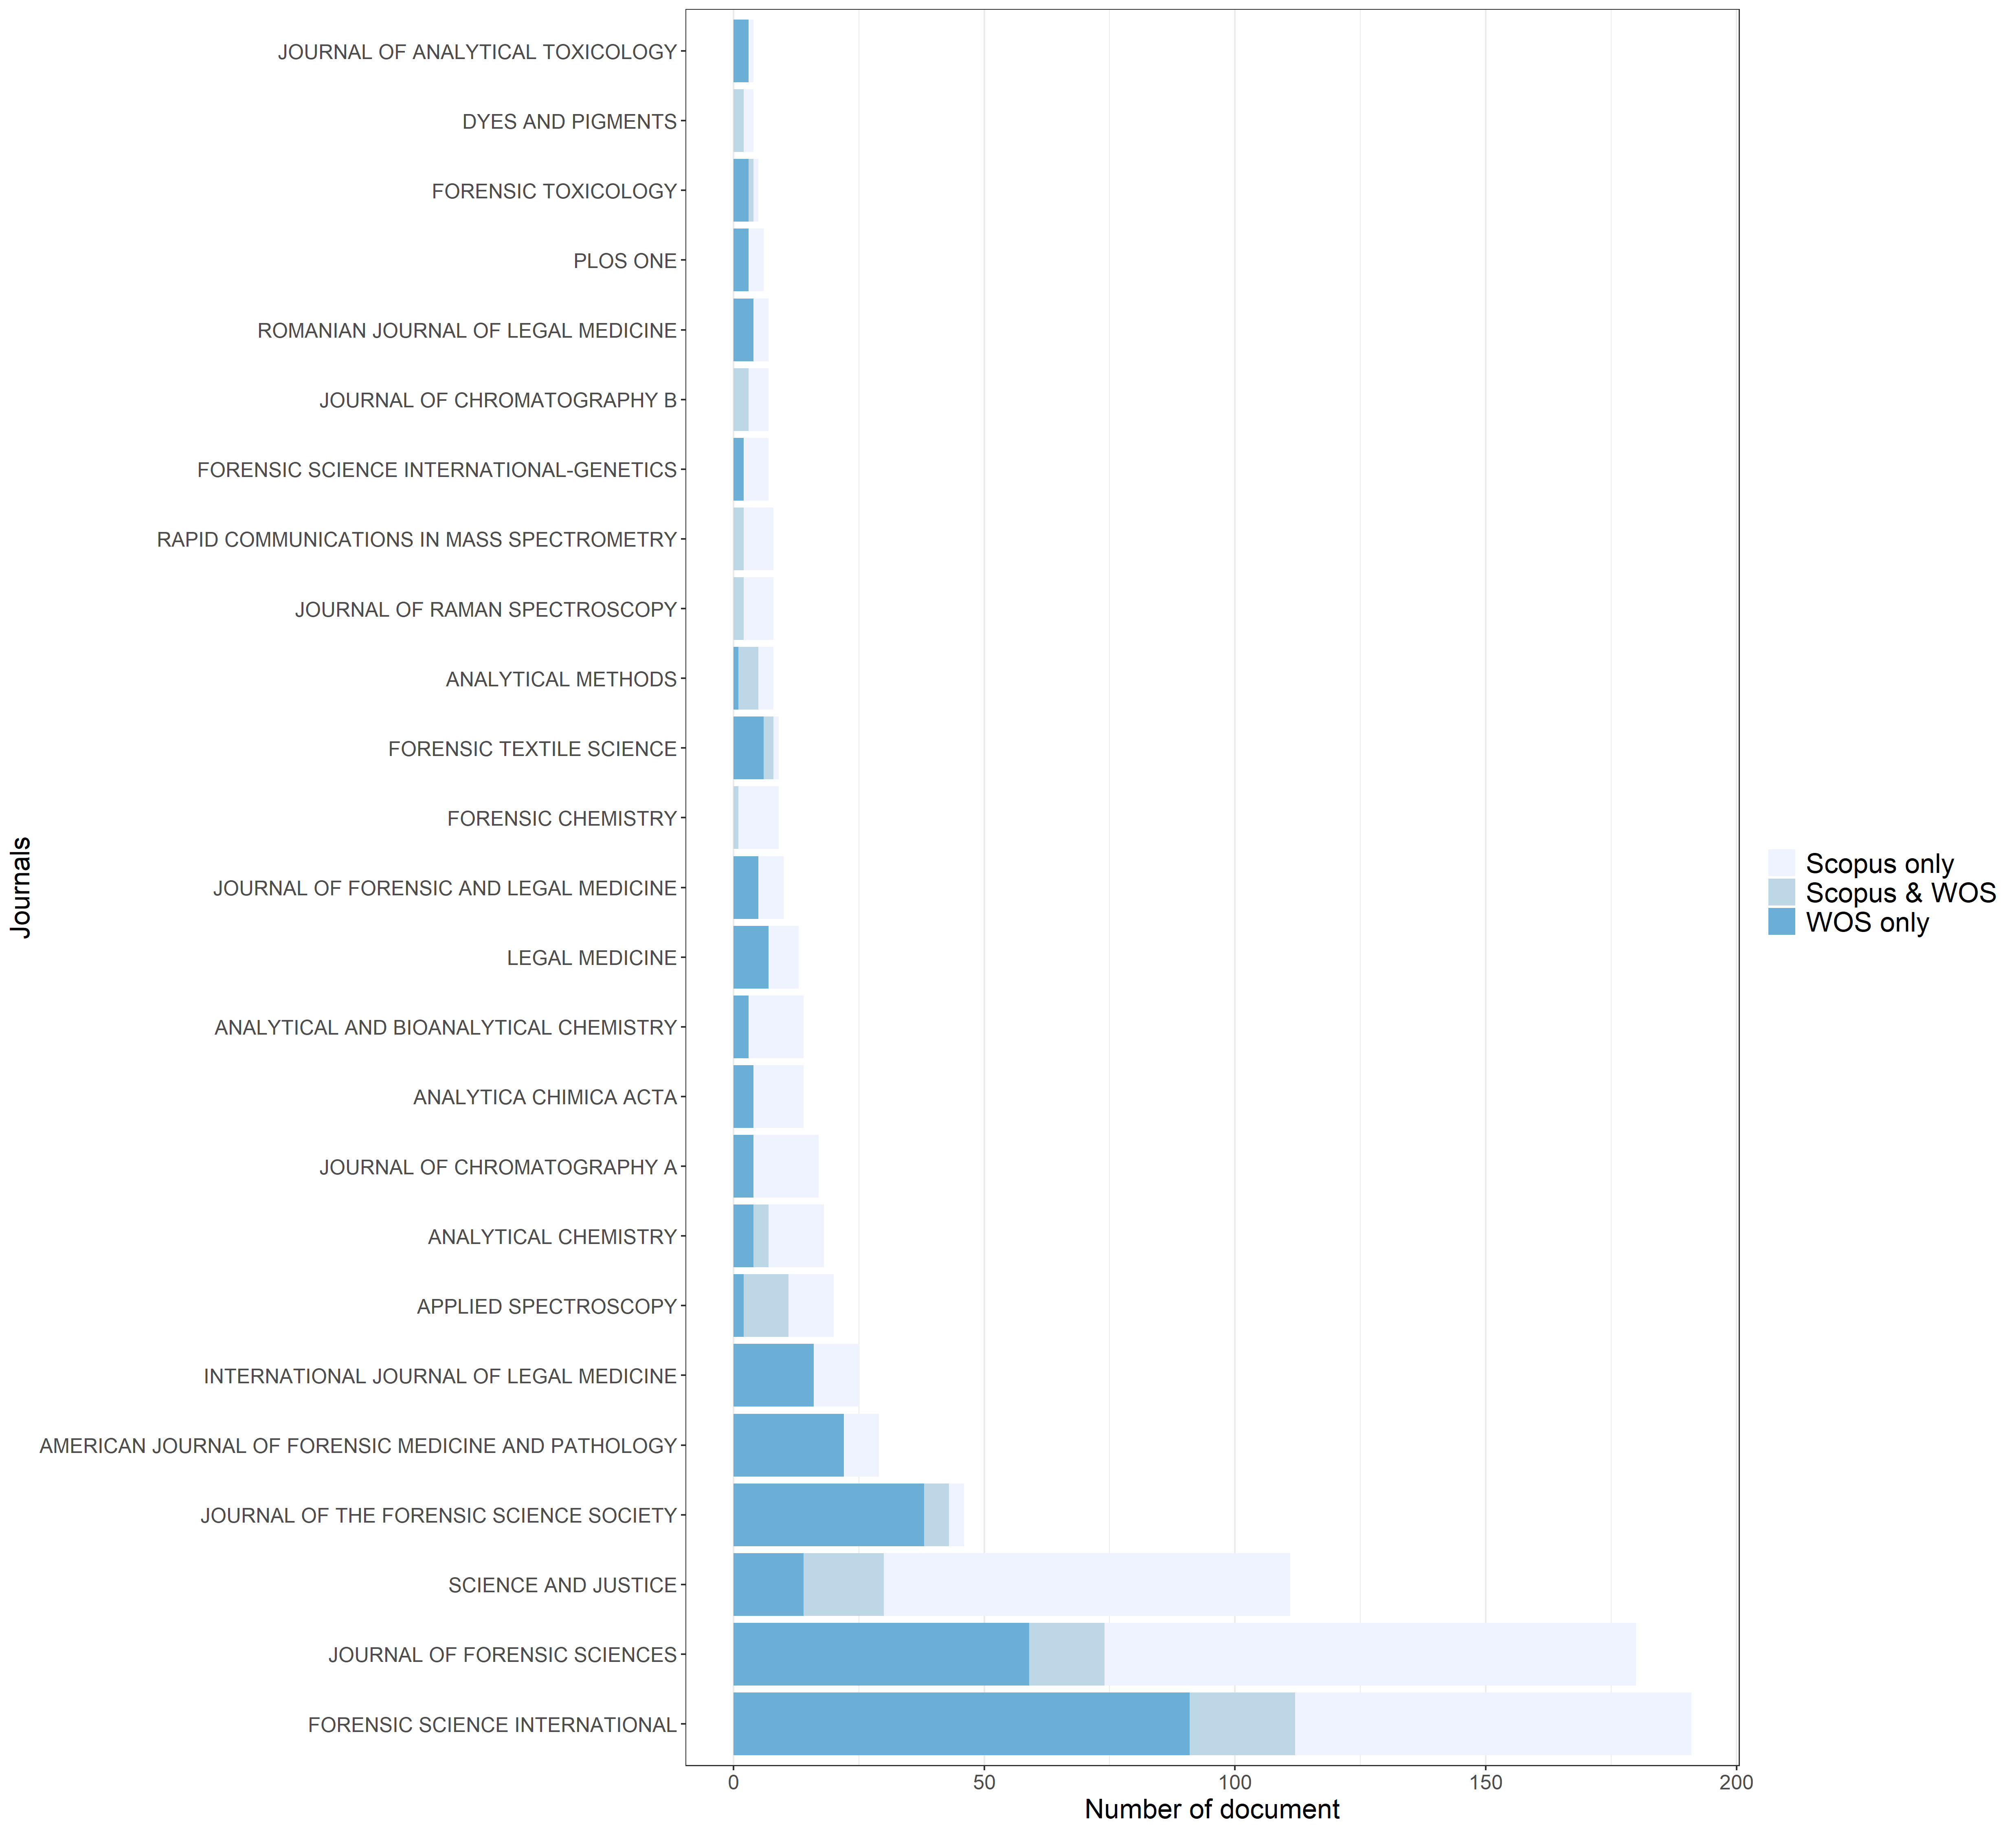 JOURNAL OF ANALYTICAL TOXICOLOGY
DYES AND PIGMENTS
FORENSIC TOXICOLOGY
PLOS ONE
ROMANIAN JOURNAL OF LEGAL MEDICINE
JOURNAL OF CHROMATOGRAPHY B
FORENSIC SCIENCE INTERNATIONAL-GENETICS
RAPID COMMUNICATIONS IN MASS SPECTROMETRY
JOURNAL OF RAMAN SPECTROSCOPY
ANALYTICAL METHODS
FORENSIC TEXTILE SCIENCE
FORENSIC CHEMISTRY
JOURNAL OF FORENSIC AND LEGAL MEDICINE
LEGAL MEDICINE
ANALYTICAL AND BIOANALYTICAL CHEMISTRY
ANALYTICA CHIMICA ACTA
JOURNAL OF CHROMATOGRAPHY A
ANALYTICAL CHEMISTRY
APPLIED SPECTROSCOPY
INTERNATIONAL JOURNAL OF LEGAL MEDICINE
AMERICAN JOURNAL OF FORENSIC MEDICINE AND PATHOLOGY
JOURNAL OF THE FORENSIC SCIENCE SOCIETY
SCIENCE AND JUSTICE
JOURNAL OF FORENSIC SCIENCES
FORENSIC SCIENCE INTERNATIONAL
Journals
0 50 100 150 200
Number of document
Scopus only
Scopus & WOS
WOS only